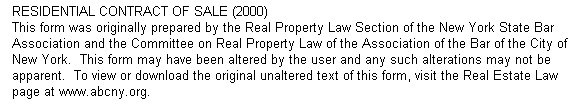 RESIDENTIAL CONTRACT OF SALE (2000)
This form was originally prepared by the Real Property Law Section of the New York State Bar
Association and the Committee on Real Property Law of the Association of the Bar of the City of
New York.  This form may have been altered by the user and any such alterations may not be
apparent.  To view or download the original unaltered text of this form, visit the Real Estate Law
page at www.abcny.org.